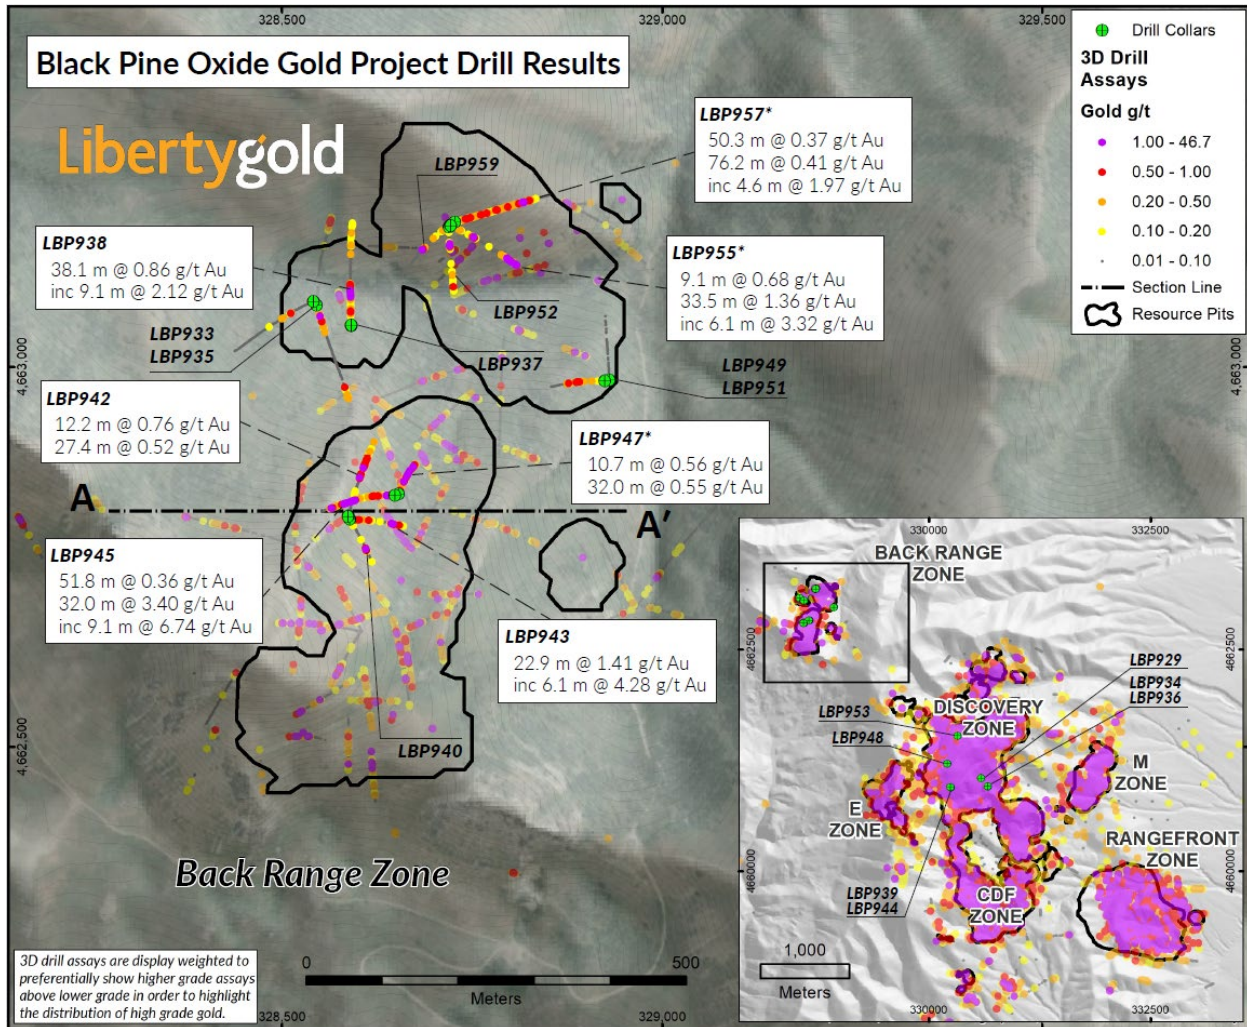 328,500
329,000
329,500
Black Pine Oxide Gold Project Drill Results
Libertygold
Drill Collars
3D Drill
Assays
Gold g/t
1.00 - 46.7
0.50 - 1.00
0.20 - 0.50
0.10 - 0.20
0.01 - 0.10
Section Line
Resource Pits
LBP957*
50.3 m @ 0.37 g/t Au
76.2 m @ 0.41 g/t Au
inc 4.6 m @ 1.97 g/t Au
LBP959
LBP938
38.1 m @ 0.86 g/t Au
inc 9.1 m @ 2.12 g/t Au
LBP955*
9.1 m @ 0.68 g/t Au
33.5 m @ 1.36 g/t Au
inc 6.1 m @ 3.32 g/t Au
LBP952
LBP933
LBP935
LBP937
LBP949
LBP951
4,663,000
4,663,000
LBP942
12.2 m @ 0.76 g/t Au
27.4 m @ 0.52 g/t Au
LBP947*
10.7 m @ 0.56 g/t Au
32.0 m @ 0.55 g/t Au
A
A'
LBP945
51.8 m @ 0.36 g/t Au
32.0 m @ 3.40 g/t Au
inc 9.1 m @ 6.74 g/t Au
LBP943
22.9 m @ 1.41 g/t Au
inc 6.1 m @ 4.28 g/t Au
LBP940
4,662,500
Back Range Zone
3D drill assays are display weighted to
preferentially show higher grade assays
above lower grade in order to highlight
the distribution of high grade gold.
0
500
Meters
328,500
329,000
330000
332500
BACK RANGE
ZONE
4662500
4662500
LBP929
LBP934
LBP936
LBP953
LBP948
DISCOVERY
ZONE
M
ZONE
E
ZONE
RANGEFRONT
ZONE
4660000
4660000
LBP939
LBP944
CDF
ZONE
1,000
Meters
330000
332500